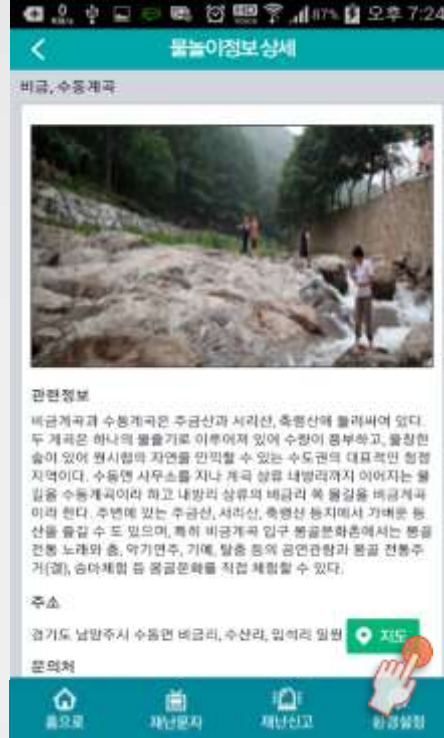 87% 오후 7:24
물놀이정보 상세
비금, 수동계곡
관련정보
비금계곡과 수동계곡은 주금산과 서리산, 축령산에 둘러싸여 있다.
두 계곡은 하나의 물줄기로 이루어져 있어 수량이 풍부하고, 울창한
숲이 있어 원시림의 자연을 만끽할 수 있는 수도권의 대표적인 청정
지역이다. 수동면 사무소를 지나 계곡 상류 내방리까지 이어지는 물
길을 수동계곡이라 하고 내방리 상류의 비금리 쪽 물길을 비금계곡
이라 한다. 주변에 있는 주금산, 서리산, 축령산 등지에서 가벼운 등
산을 즐길 수 도 있으며, 특히 비금계곡 입구 몽골문화촌에서는 몽골
전통 노래와 춤, 악기연주, 기예, 탈춤 등의 공연관람과 몽골 전통주
거(겔), 승마체험 등 몽골문화를 직접 체험할 수 있다.
주소
경기도 남양주시 수동면 비금리, 수산리, 입석리 일원
지도
문의처
홈으로 재난문자 재난신고 환경설정